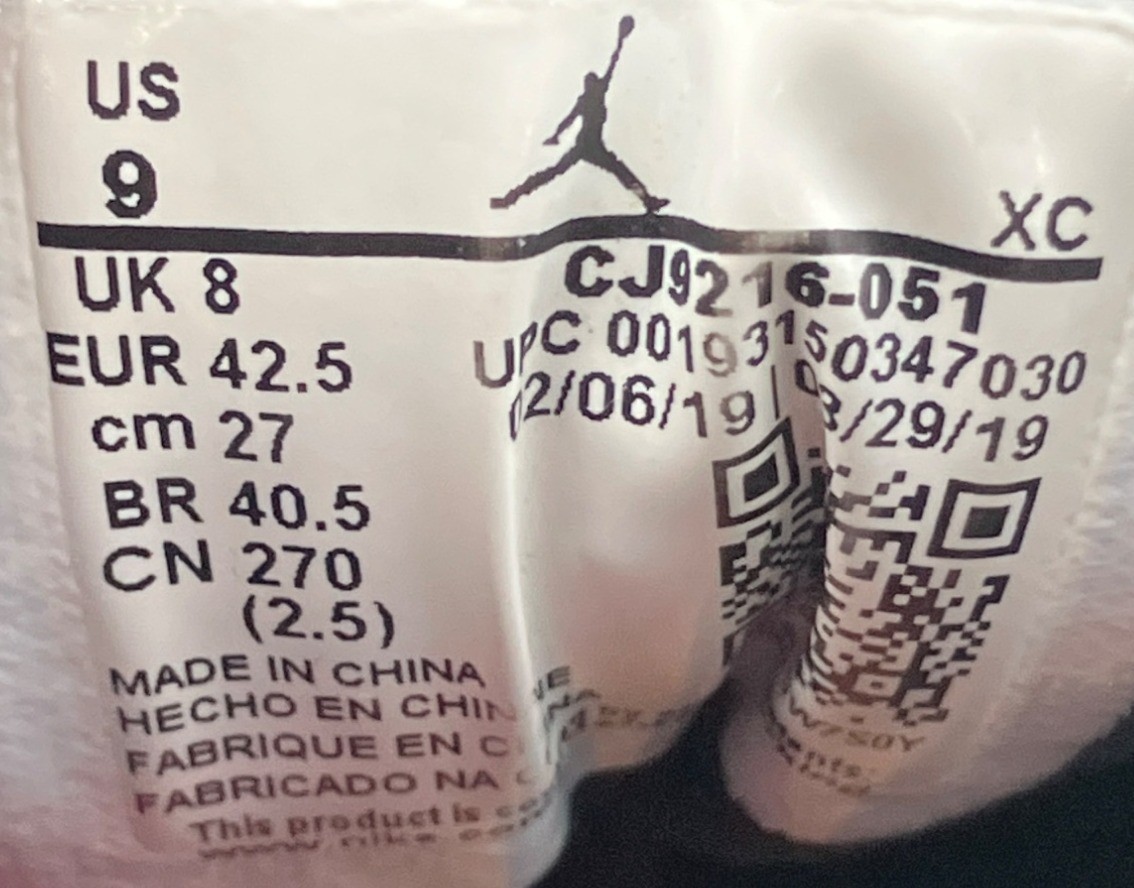 US
9
XC
UK 8
EUR 42.5
cm 27
BR 40.5
CN 270
(2.5)
CJ9216-051
UPC 00193150347030
02/06/19 | 03/29/19
MADE IN CHINA
HECHO EN
FABRIQUE EN
FABRICADO NA
This product is